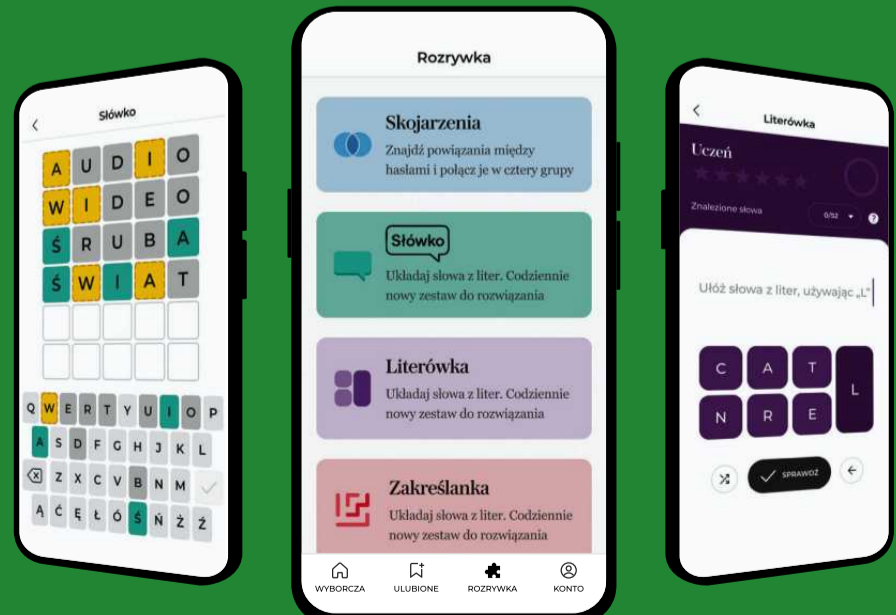 Słówko
A U D I O
W I D E O
Ś R U B A
Ś W I A T
Q W E R T Y U I O P
A S D F G H J K L
Z X C V B N M
Ą Ć Ę Ł Ó Ś Ń Ż Ź
Rozrywka
Skojarzenia
Znajdź powiązania między
hasłami i połącz je w cztery grupy
Słówko
Układaj słowa z liter. Codziennie
nowy zestaw do rozwiązania
Literówka
Układaj słowa z liter. Codziennie
nowy zestaw do rozwiązania
Zakreślanka
Układaj słowa z liter. Codziennie
nowy zestaw do rozwiązania
WYBORCZA ULUBIONE ROZRYWKA KONTO
Literówka
Uczeń
Znalezione słowa 0/52 ?
Ułóż słowa z liter, używając „L"
C A T
L
N R E
SPRAWDŹ